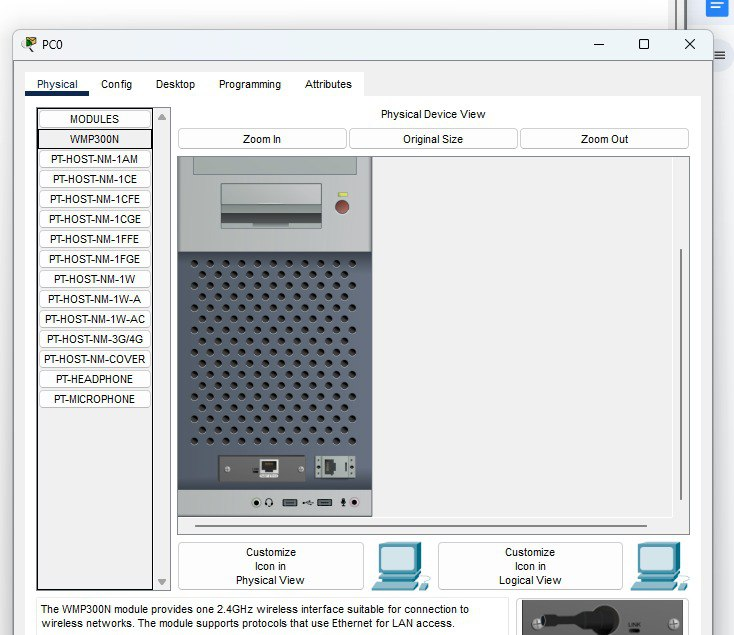 PC0
Physical Config Desktop Programming Attributes
MODULES
WMP300N
PT-HOST-NM-1AM
PT-HOST-NM-1CE
PT-HOST-NM-1CFE
PT-HOST-NM-1CGE
PT-HOST-NM-1FFE
PT-HOST-NM-1FGE
PT-HOST-NM-1W
PT-HOST-NM-1W-A
PT-HOST-NM-1W-AC
PT-HOST-NM-3G/4G
PT-HOST-NM-COVER
PT-HEADPHONE
PT-MICROPHONE
Physical Device View
Zoom In Original Size Zoom Out
Customize
Icon in
Physical View
Customize
Icon in
Logical View
The WMP300N module provides one 2.4GHz wireless interface suitable for connection to
wireless networks. The module supports protocols that use Ethernet for LAN access.
LINK